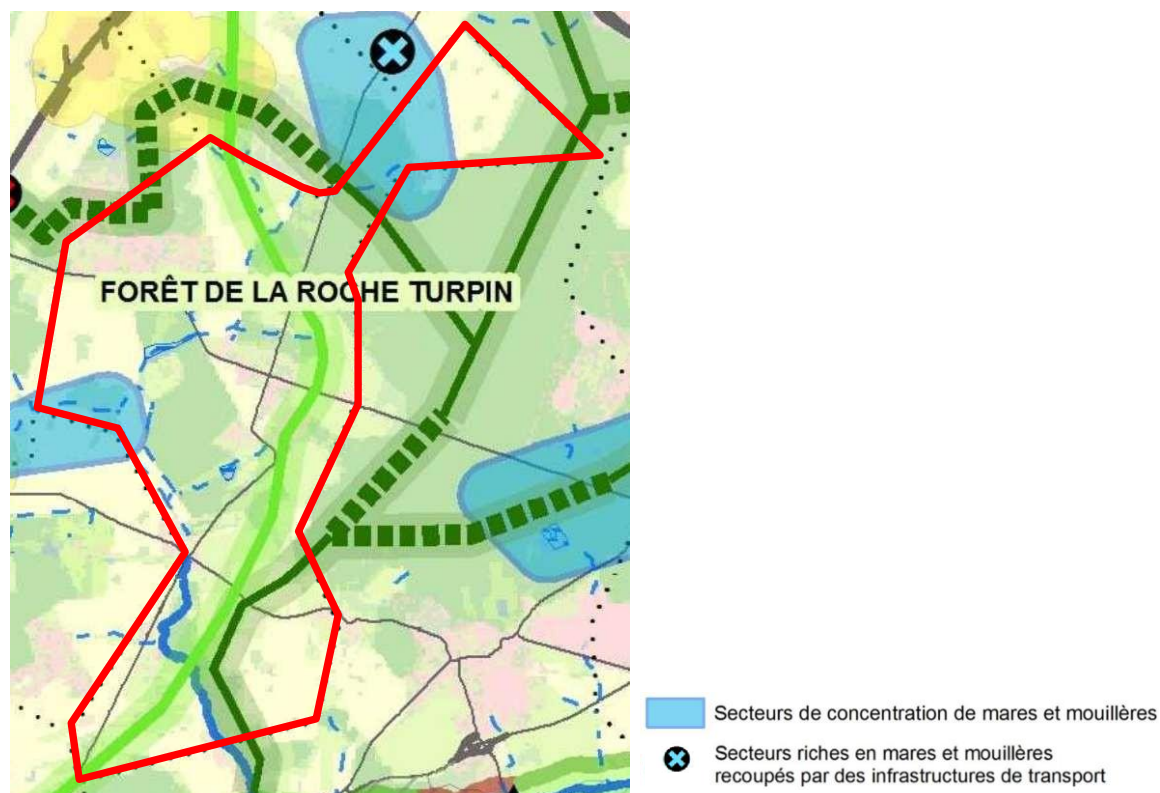 FORÊT DE LA ROCHE TURPIN
Secteurs de concentration de mares et mouillères
Secteurs riches en mares et mouillères
recoupés par des infrastructures de transport